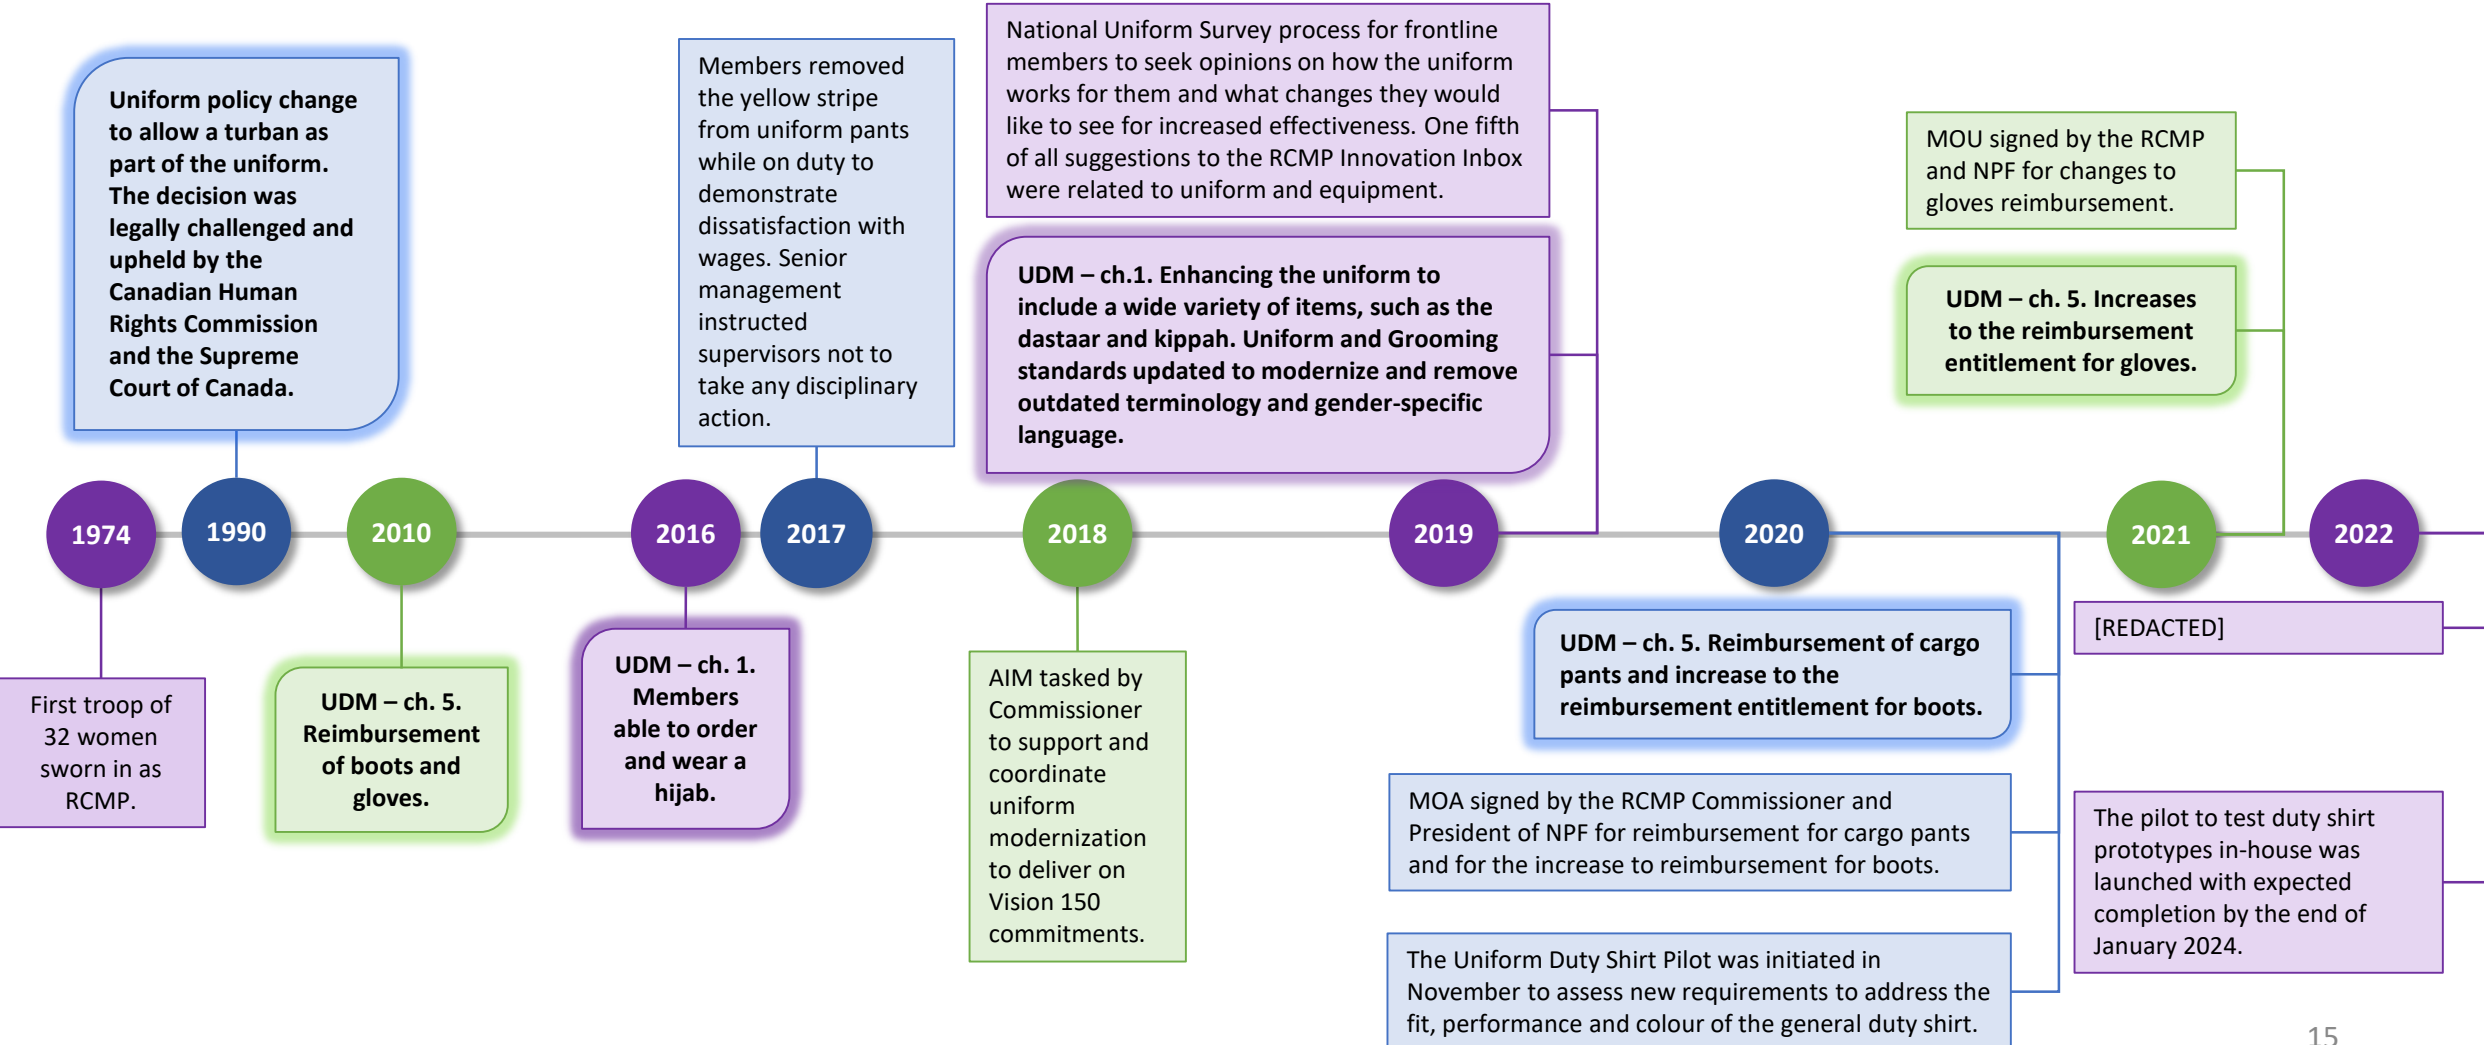 Uniform policy change
to allow a turban as
part of the uniform.
The decision was
legally challenged and
upheld by the
Canadian Human
Rights Commission
and the Supreme
Court of Canada.
Members removed
the yellow stripe
from uniform pants
while on duty to
demonstrate
dissatisfaction with
wages. Senior
management
instructed
supervisors not to
take any disciplinary
action.
National Uniform Survey process for frontline
members to seek opinions on how the uniform
works for them and what changes they would
like to see for increased effectiveness. One fifth
of all suggestions to the RCMP Innovation Inbox
were related to uniform and equipment.
UDM – ch.1. Enhancing the uniform to
include a wide variety of items, such as the
dastaar and kippah. Uniform and Grooming
standards updated to modernize and remove
outdated terminology and gender-specific
language.
MOU signed by the RCMP
and NPF for changes to
gloves reimbursement.
UDM – ch. 5. Increases
to the reimbursement
entitlement for gloves.
1974
1990
2010
2016
2017
2018
2019
2020
2021
2022
First troop of
32 women
sworn in as
RCMP.
UDM – ch. 5.
Reimbursement
of boots and
gloves.
UDM – ch. 1.
Members
able to order
and wear a
hijab.
AIM tasked by
Commissioner
to support and
coordinate
uniform
modernization
to deliver on
Vision 150
commitments.
UDM – ch. 5. Reimbursement of cargo
pants and increase to the
reimbursement entitlement for boots.
MOA signed by the RCMP Commissioner and
President of NPF for reimbursement for cargo pants
and for the increase to reimbursement for boots.
The Uniform Duty Shirt Pilot was initiated in
November to assess new requirements to address the
fit, performance and colour of the general duty shirt.
[REDACTED]
The pilot to test duty shirt
prototypes in-house was
launched with expected
completion by the end of
January 2024.
15